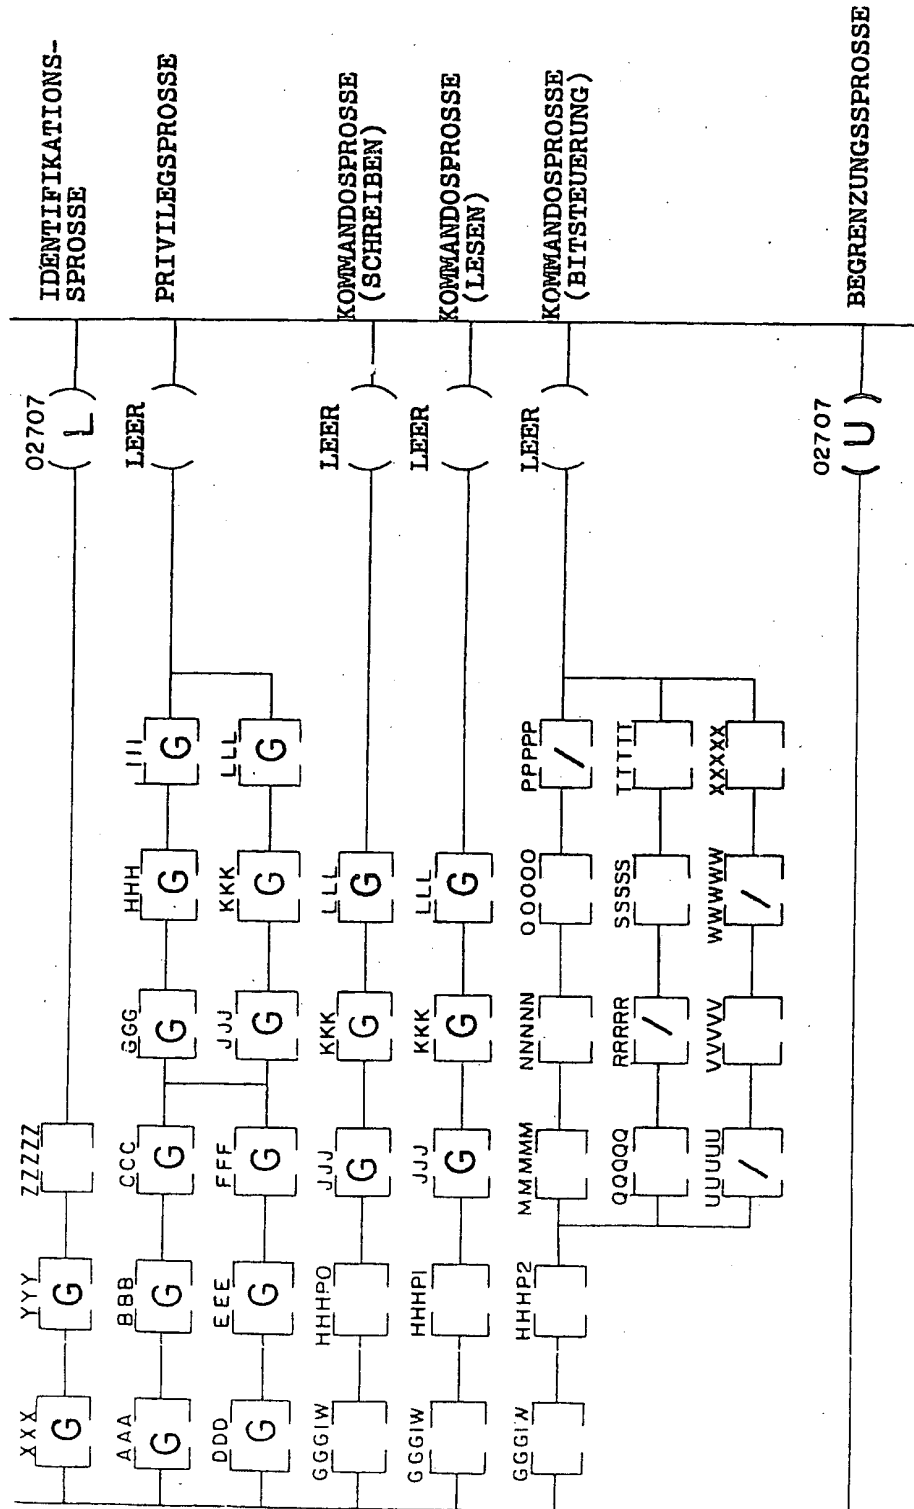 XXX YYY ZZZZZ 02707 IDENTIFIKATIONS-
G G L SPROSSE
AAA BBB CCC GGG HHH III LEER PRIVILEGSPROSSE
G G G G G G
DDD EEE FFF JJJ KKK LLL
G G G G G G
GGGIW HHHP0 JJJ KKK LLL LEER KOMMANDOSPROSSE
G G G (SCHREIBEN)
GGGIW HHHP1 JJJ KKK LLL LEER KOMMANDOSPROSSE
G G G (LESEN)
GGGIW HHHP2 MMMMM NNNNN OOOOO PPPPP LEER KOMMANDOSPROSSE
/ (BITSTEUERUNG)
QQQQQ RRRRR SSSSS TTTTT
/
UUUUU VVVVV WWWWW XXXXX
/ /
02707 BEGRENZUNGSSPROSSE
(U)